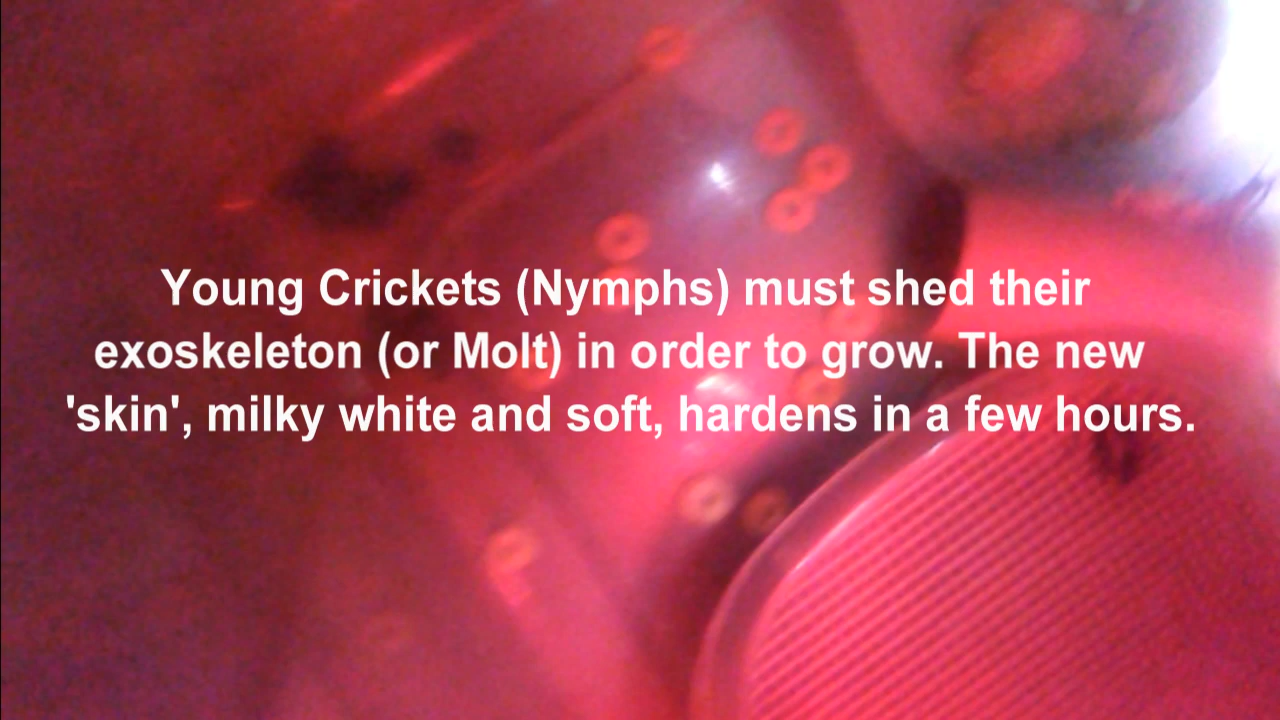 Young Crickets (Nymphs) must shed their
exoskeleton (or Molt) in order to grow. The new
'skin', milky white and soft, hardens in a few hours.